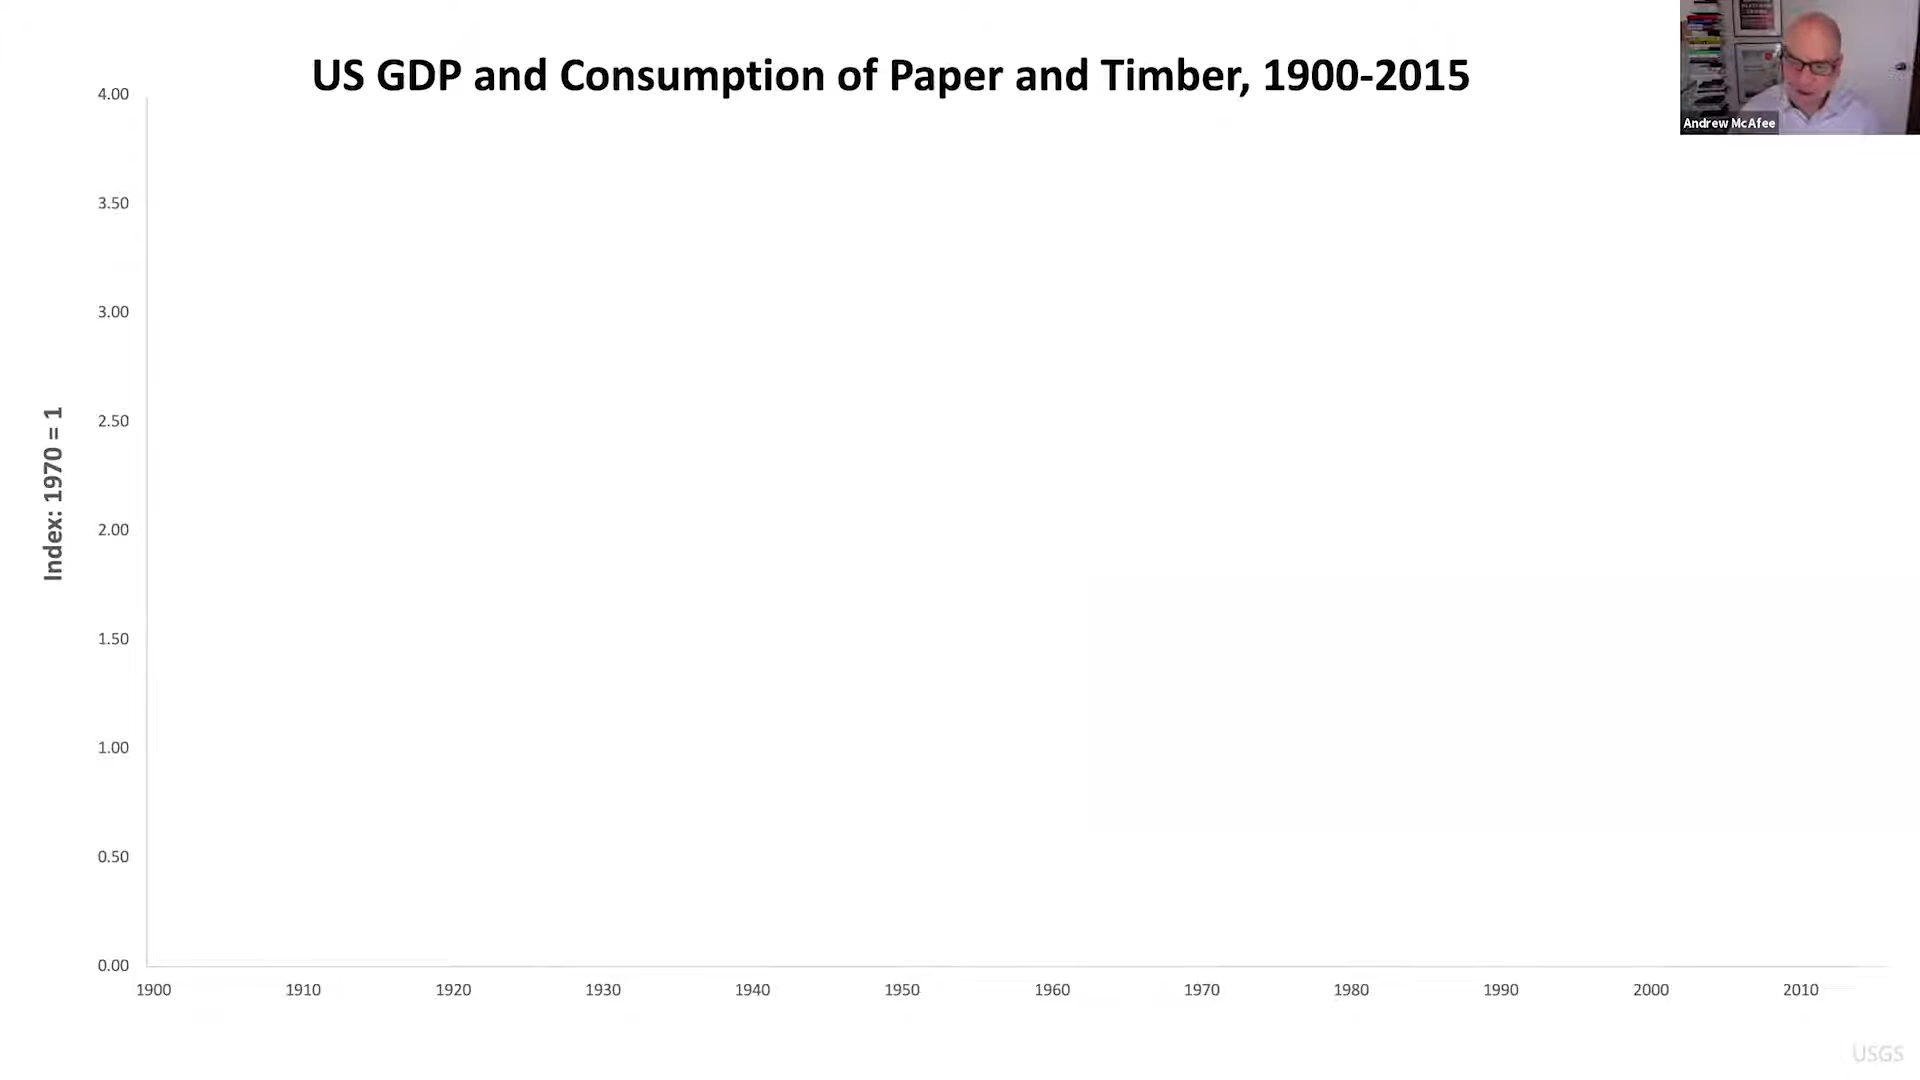 US GDP and Consumption of Paper and Timber, 1900-2015
Andrew McAfee
Index: 1970 = 1
4.00
3.50
3.00
2.50
2.00
1.50
1.00
0.50
0.00
1900 1910 1920 1930 1940 1950 1960 1970 1980 1990 2000 2010
USGS